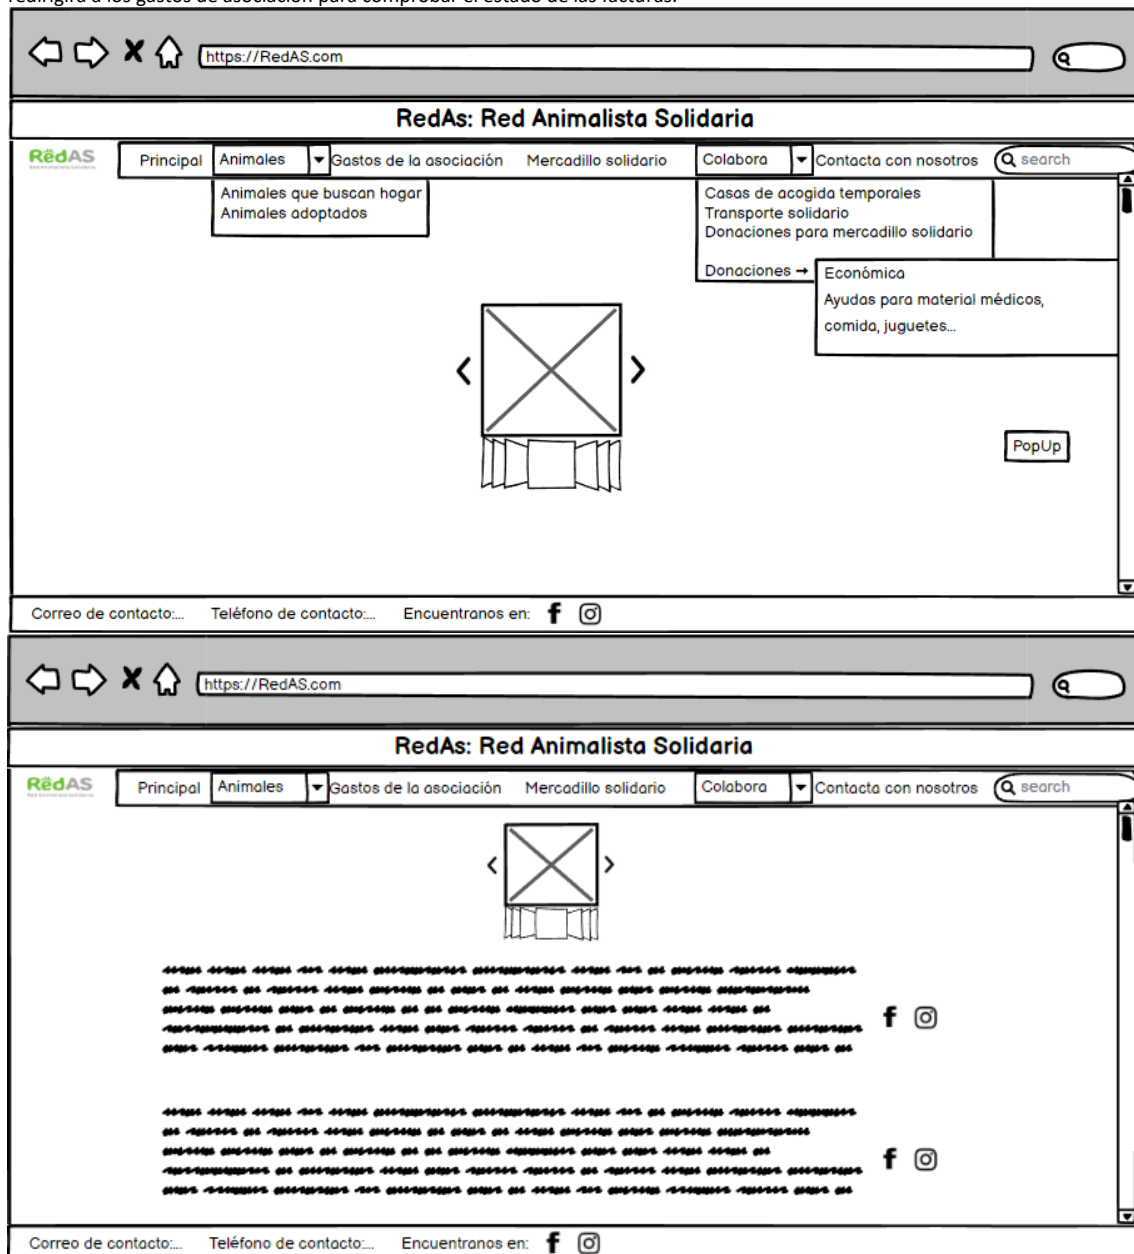 redirigirá a los gastos de asociación para comprobar el estado de las facturas.
https://RedAS.com
RedAs: Red Animalista Solidaria
RëdAS
Principal Animales Gastos de la asociación Mercadillo solidario Colabora Contacta con nosotros search
Animales que buscan hogar
Animales adoptados
Casas de acogida temporales
Transporte solidario
Donaciones para mercadillo solidario
Donaciones →
Económica
Ayudas para material médicos,
comida, juguetes...
PopUp
Correo de contacto:... Teléfono de contacto:... Encuentranos en: f
https://RedAS.com
RedAs: Red Animalista Solidaria
RëdAS
Principal Animales Gastos de la asociación Mercadillo solidario Colabora Contacta con nosotros search
f
f
Correo de contacto:... Teléfono de contacto:... Encuentranos en: f